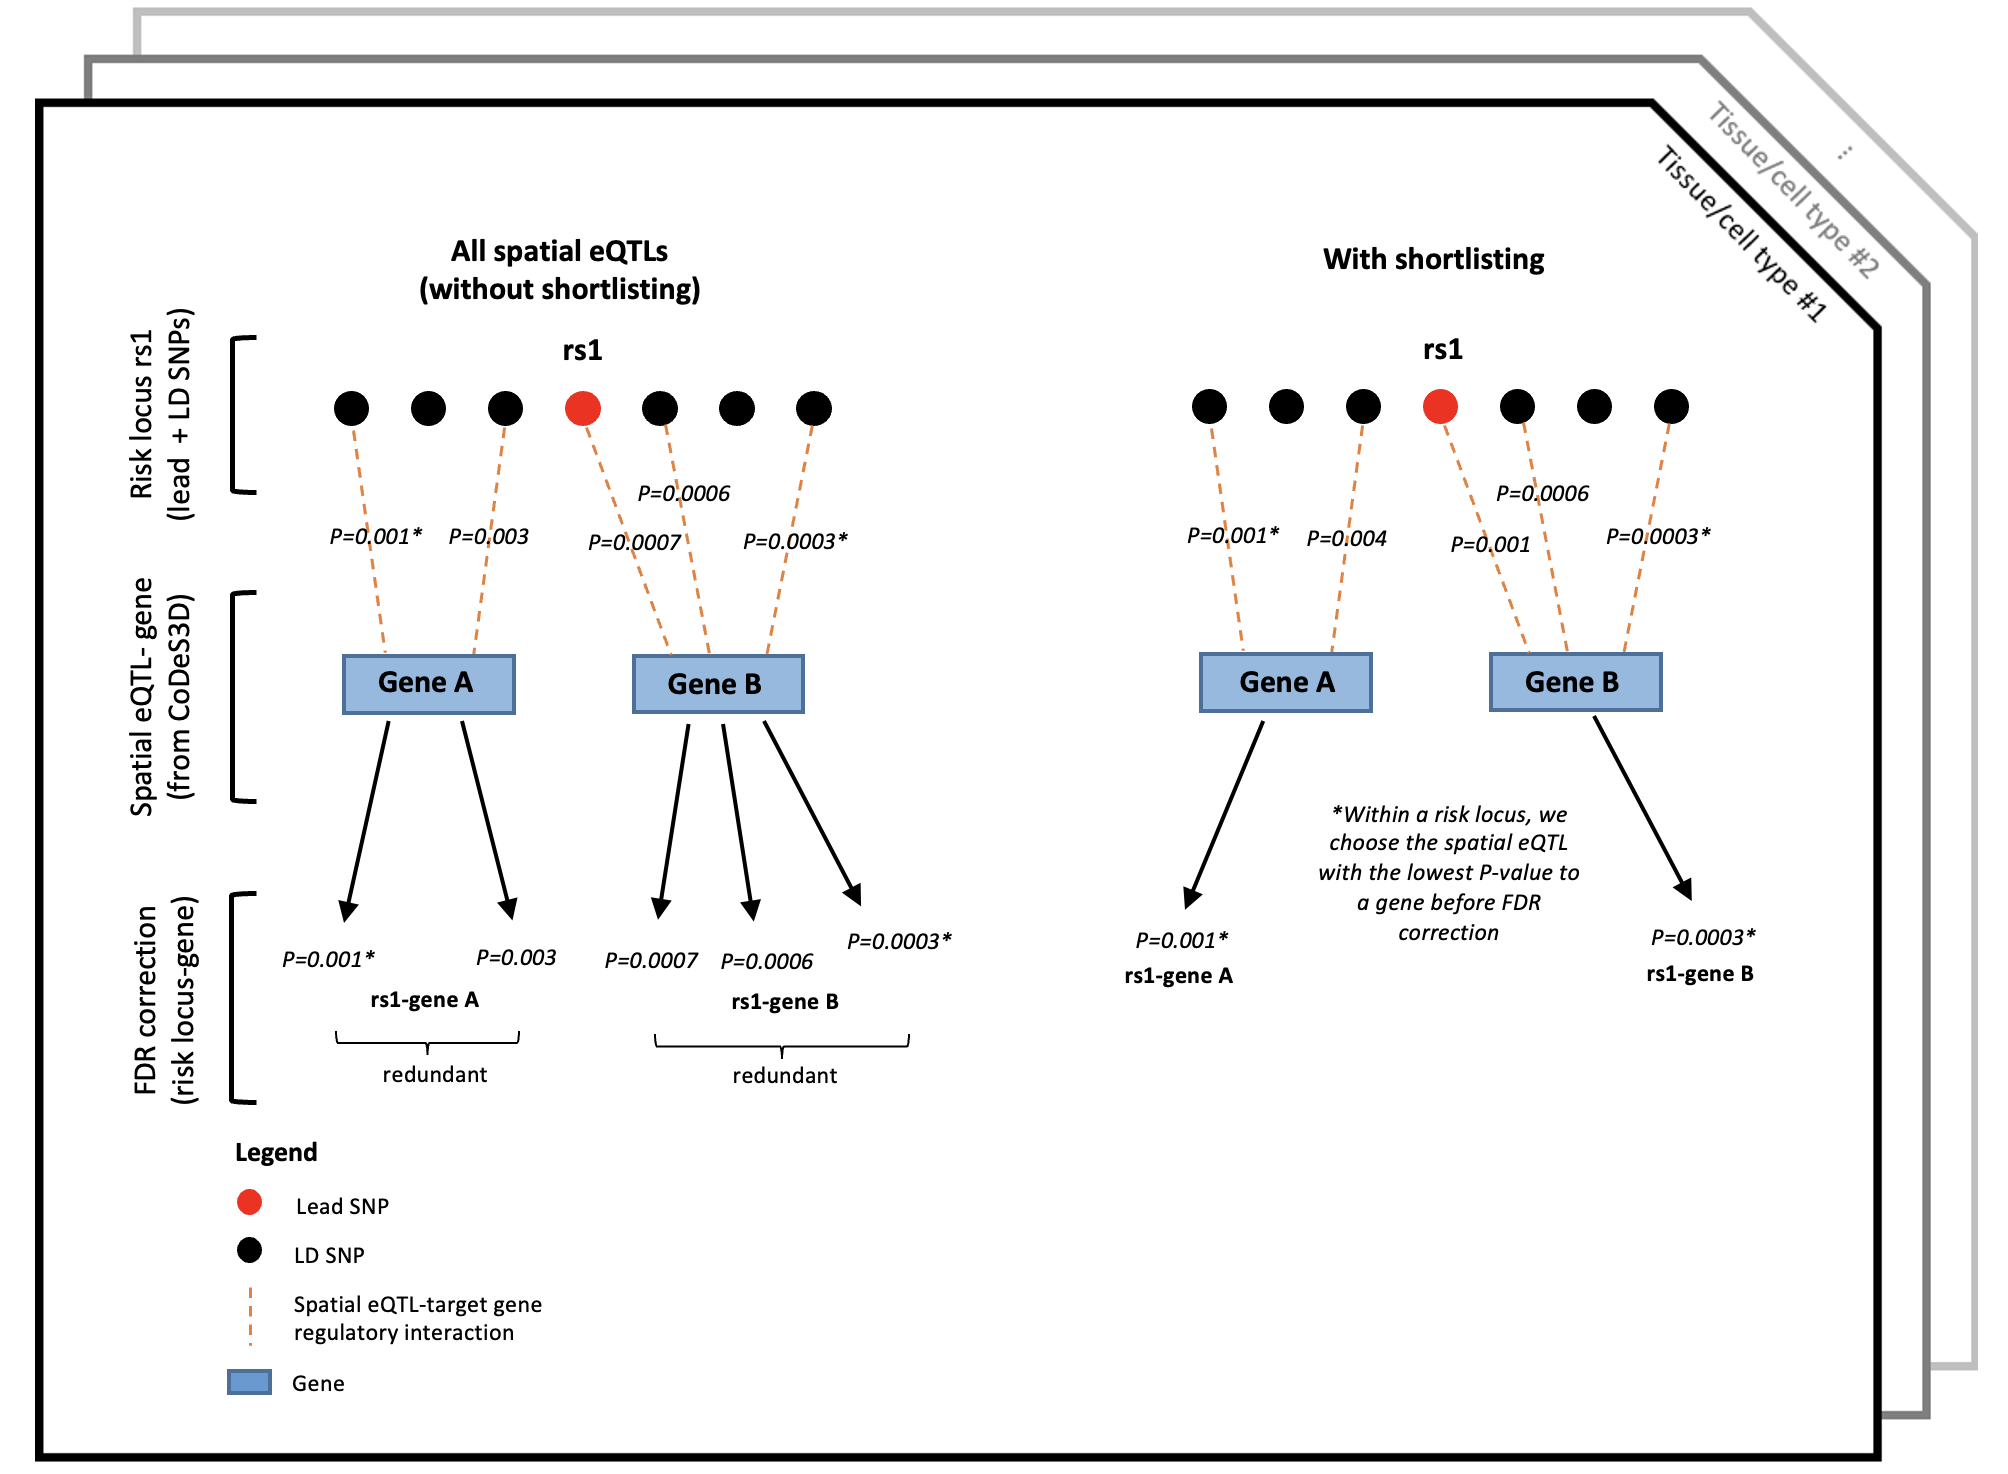 ⋮
Tissue/cell type #2
Tissue/cell type #1
All spatial eQTLs
(without shortlisting)
With shortlisting
Risk locus rs1
(lead + LD SNPs)
rs1
rs1
P=0.0006
P=0.001*
P=0.003
P=0.0007
P=0.0003*
P=0.0006
P=0.001*
P=0.004
P=0.001
P=0.0003*
Spatial eQTL- gene
(from CoDeS3D)
Gene A
Gene B
Gene A
Gene B
*Within a risk locus, we
choose the spatial eQTL
with the lowest P-value to
a gene before FDR
correction
FDR correction
(risk locus-gene)
P=0.001*
P=0.003
P=0.0007
P=0.0006
P=0.0003*
rs1-gene A
rs1-gene B
redundant
redundant
P=0.001*
rs1-gene A
P=0.0003*
rs1-gene B
Legend
Lead SNP
LD SNP
Spatial eQTL-target gene
regulatory interaction
Gene